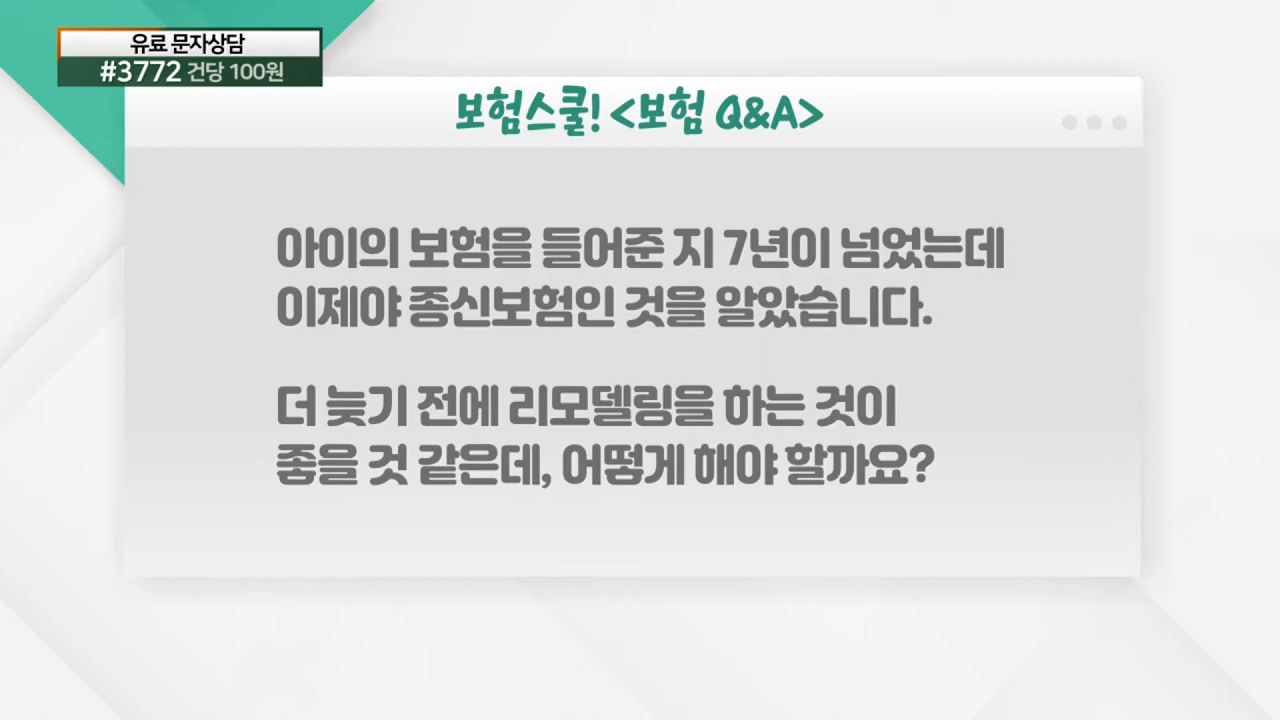 유료 문자상담
#3772 건당 100원
보험스쿨! <보험 Q&A>
아이의 보험을 들어준 지 7년이 넘었는데
이제야 종신보험인 것을 알았습니다.
더 늦기 전에 리모델링을 하는 것이
좋을 것 같은데, 어떻게 해야 할까요?